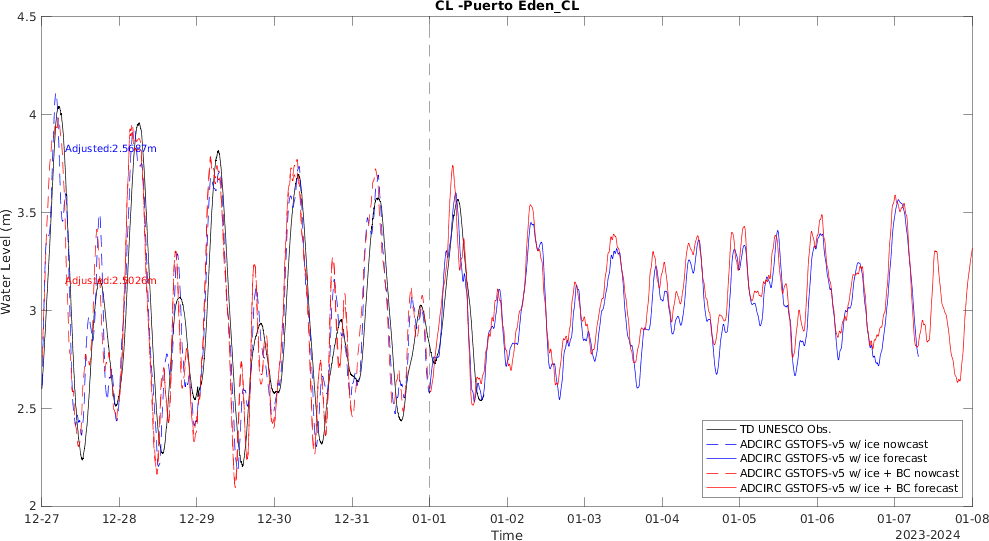 CL -Puerto Eden_CL
4.5
4
3.5
3
2.5
2
Water Level (m)
Adjusted:2.5687m
Adjusted:2.5026m
TD UNESCO Obs.
ADCIRC GSTOFS-v5 w/ ice nowcast
ADCIRC GSTOFS-v5 w/ ice forecast
ADCIRC GSTOFS-v5 w/ ice + BC nowcast
ADCIRC GSTOFS-v5 w/ ice + BC forecast
12-27 12-28 12-29 12-30 12-31 01-01 01-02 01-03 01-04 01-05 01-06 01-07 01-08
Time
2023-2024